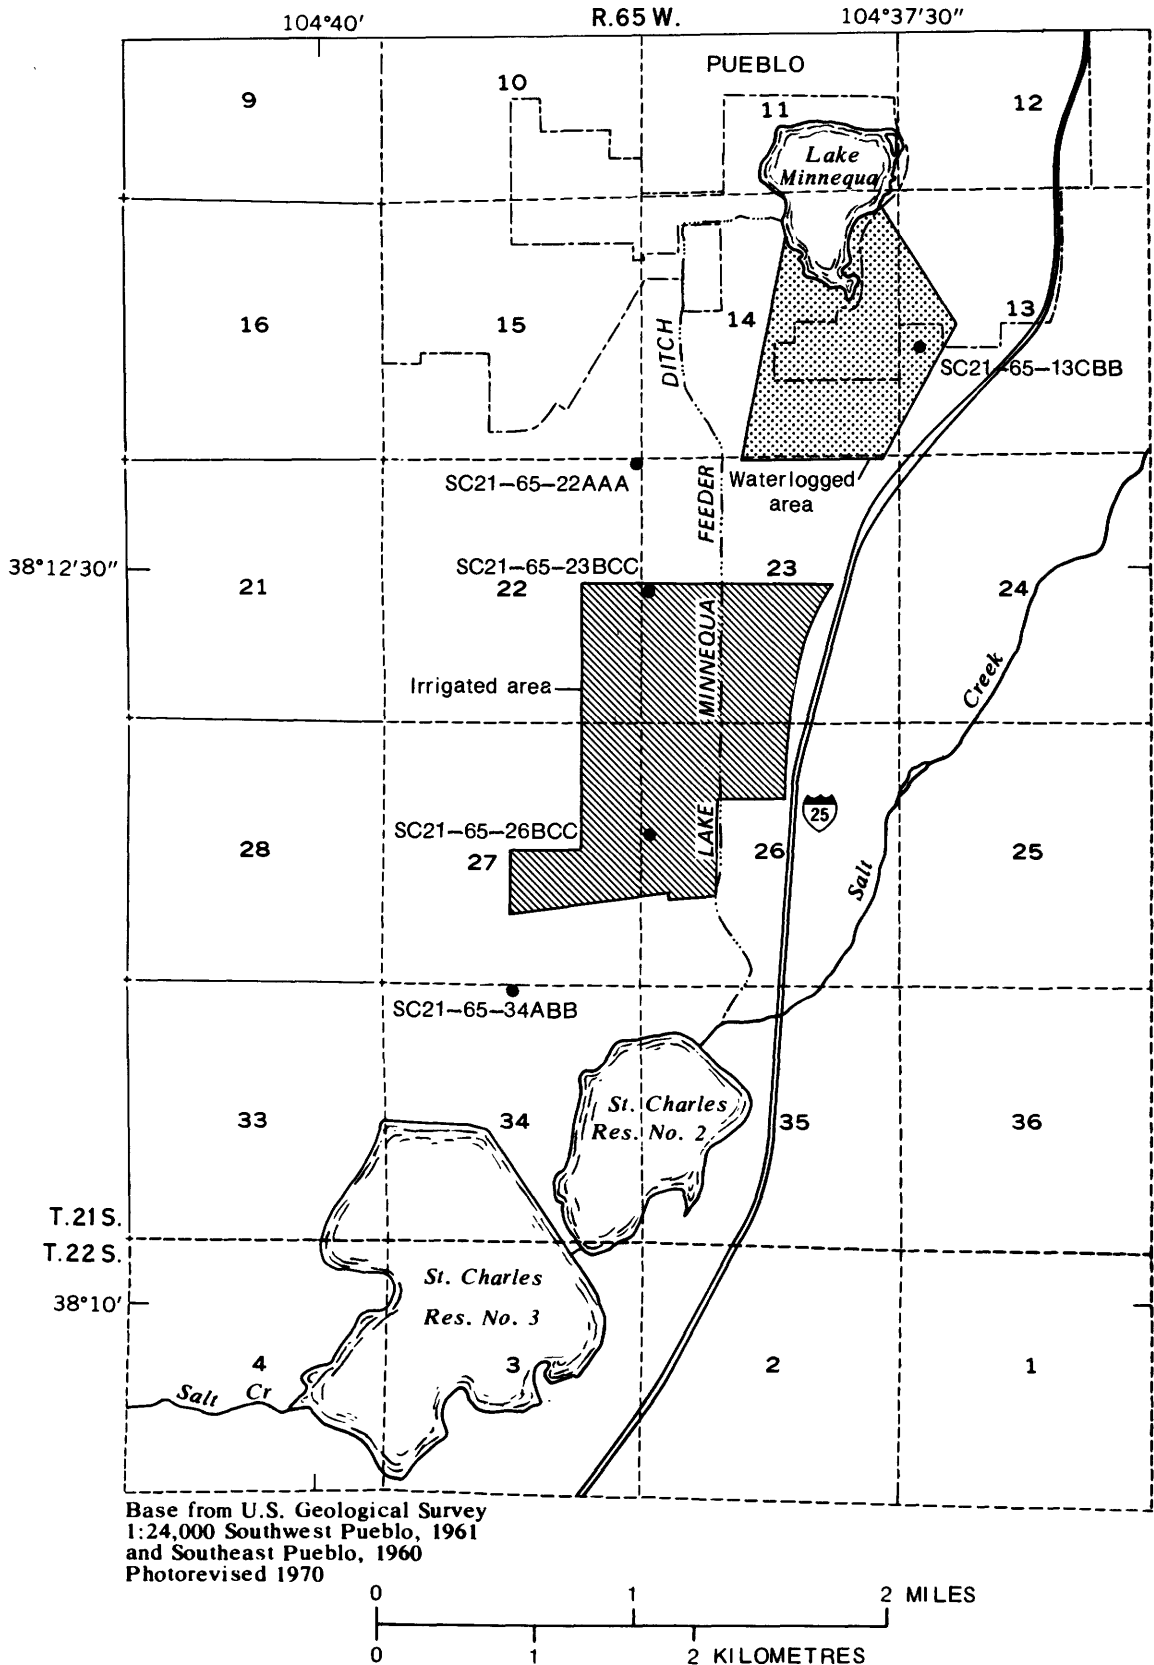 104°40′
R.65 W.
104°37′30″
PUEBLO
9
10
11
12
Lake
Minnequa
16
15
14
13
DITCH
SC21–65–13CBB
SC21–65–22AAA
Waterlogged
area
FEEDER
38°12′30″
SC21–65–23BCC
21
22
23
24
MINNEQUA
Irrigated area
Creek
LAKE
25
SC21–65–26BCC
28
27
26
25
Salt
SC21–65–34ABB
33
34
St. Charles
Res. No. 2
35
36
T.21 S.
T.22 S.
St. Charles
Res. No. 3
38°10′
4
3
2
1
Salt Cr
Base from U.S. Geological Survey
1:24,000 Southwest Pueblo, 1961
and Southeast Pueblo, 1960
Photorevised 1970
0 1 2 MILES
0 1 2 KILOMETRES